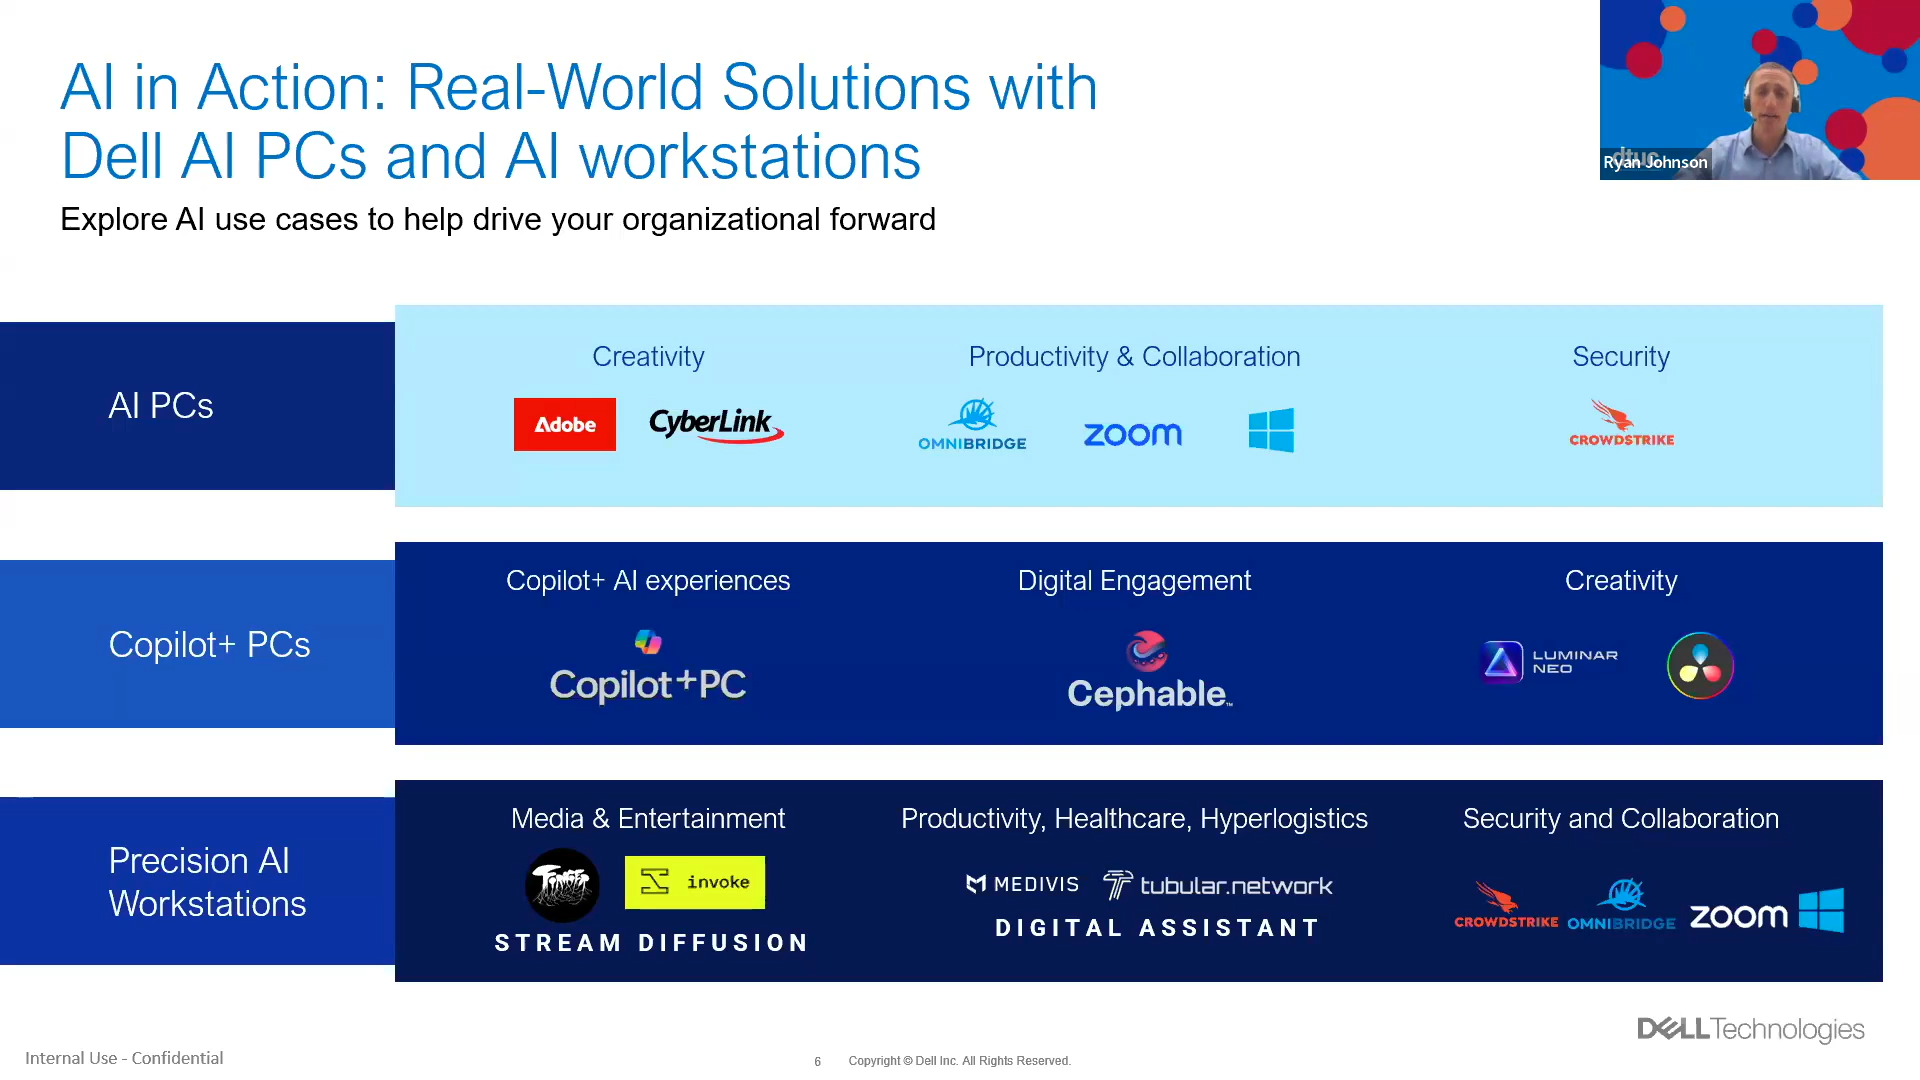 AI in Action: Real-World Solutions with
Dell AI PCs and AI workstations
Explore AI use cases to help drive your organizational forward
dtuc
Ryan Johnson
AI PCs
Creativity
Adobe
CyberLink
Productivity & Collaboration
OMNIBRIDGE
zoom
Security
CROWDSTRIKE
Copilot+ PCs
Copilot+ AI experiences
Copilot+PC
Digital Engagement
Cephable™
Creativity
LUMINAR
NEO
Precision AI
Workstations
Media & Entertainment
invoke
STREAM DIFFUSION
Productivity, Healthcare, Hyperlogistics
MEDIVIS
tubular.network
DIGITAL ASSISTANT
Security and Collaboration
CROWDSTRIKE
OMNIBRIDGE
zoom
DELL Technologies
Internal Use - Confidential
6
Copyright © Dell Inc. All Rights Reserved.